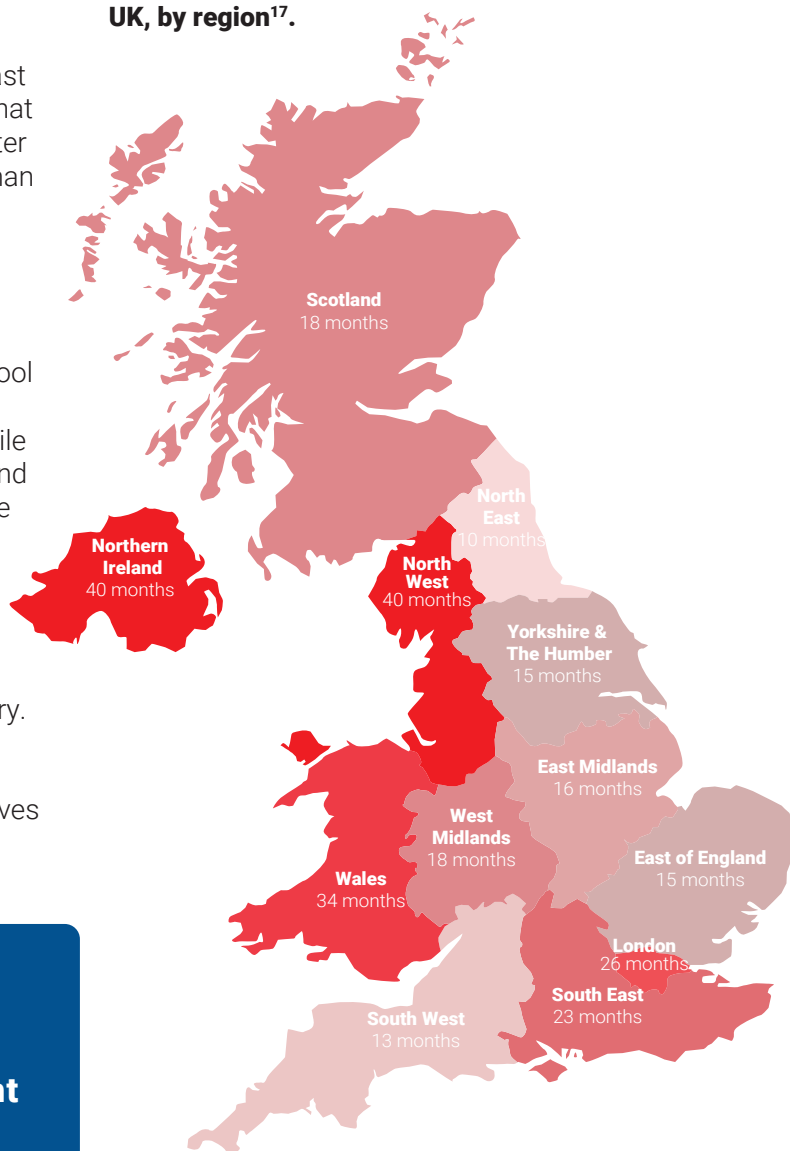 UK, by region¹⁷.
Scotland
18 months
North
East
10 months
Northern
Ireland
40 months
North
West
40 months
Yorkshire &
The Humber
15 months
East Midlands
16 months
West
Midlands
18 months
East of England
15 months
Wales
34 months
London
26 months
South East
23 months
South West
13 months